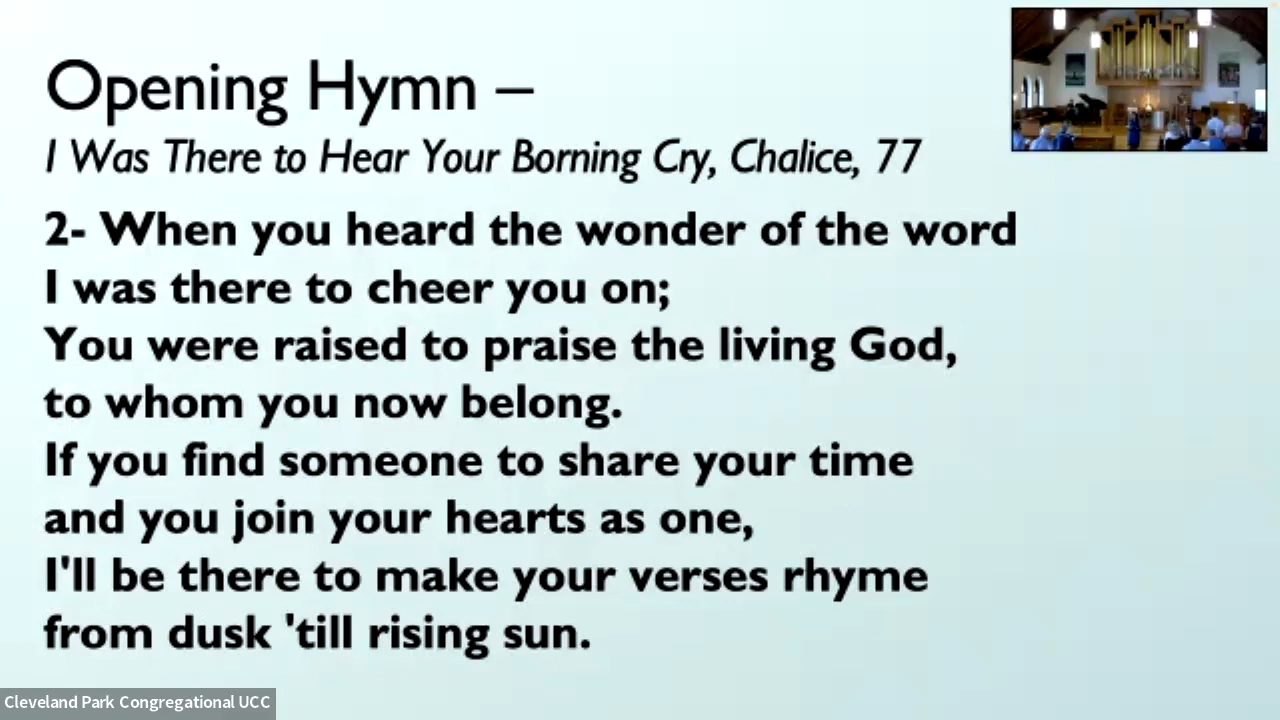 Opening Hymn –
I Was There to Hear Your Borning Cry, Chalice, 77
2- When you heard the wonder of the word
I was there to cheer you on;
You were raised to praise the living God,
to whom you now belong.
If you find someone to share your time
and you join your hearts as one,
I'll be there to make your verses rhyme
from dusk 'till rising sun.
Cleveland Park Congregational UCC